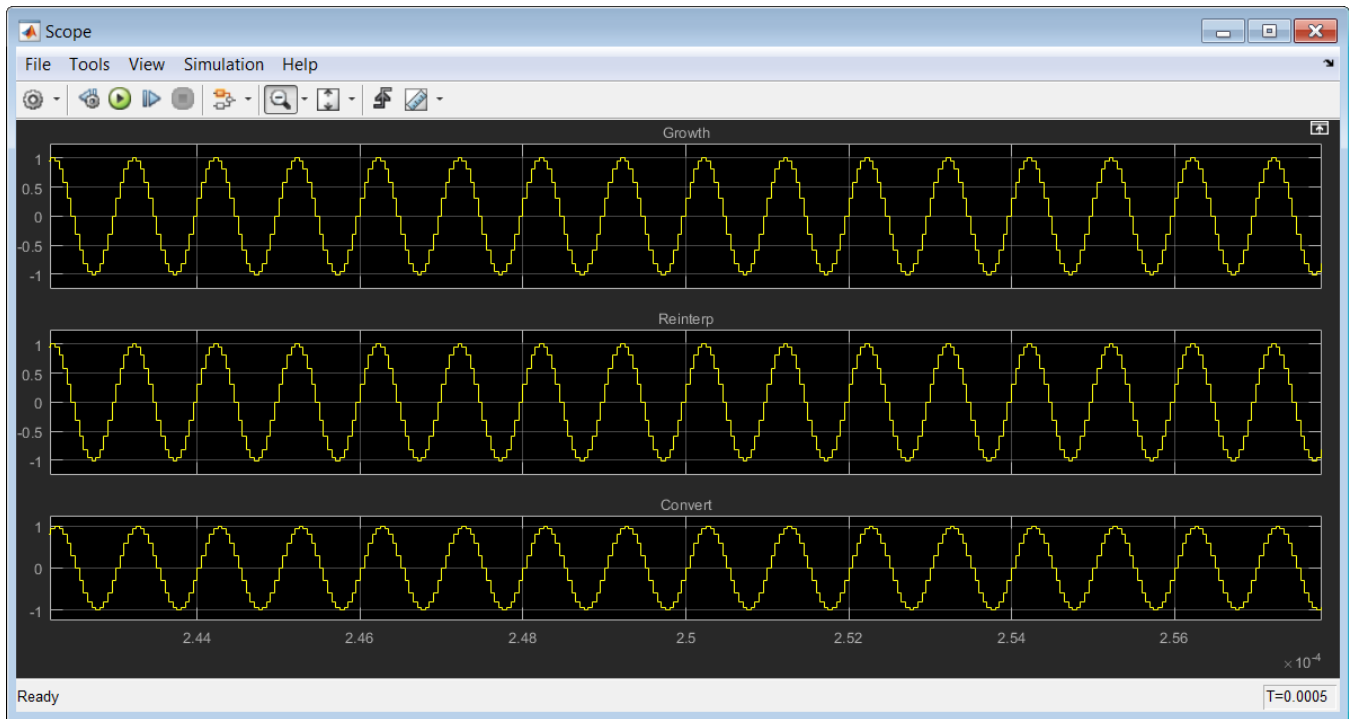 Scope
File Tools View Simulation Help
Growth
1
0.5
0
-0.5
-1
Reinterp
1
0.5
0
-0.5
-1
Convert
1
0
-1
2.44 2.46 2.48 2.5 2.52 2.54 2.56
×10⁻⁴
Ready T=0.0005